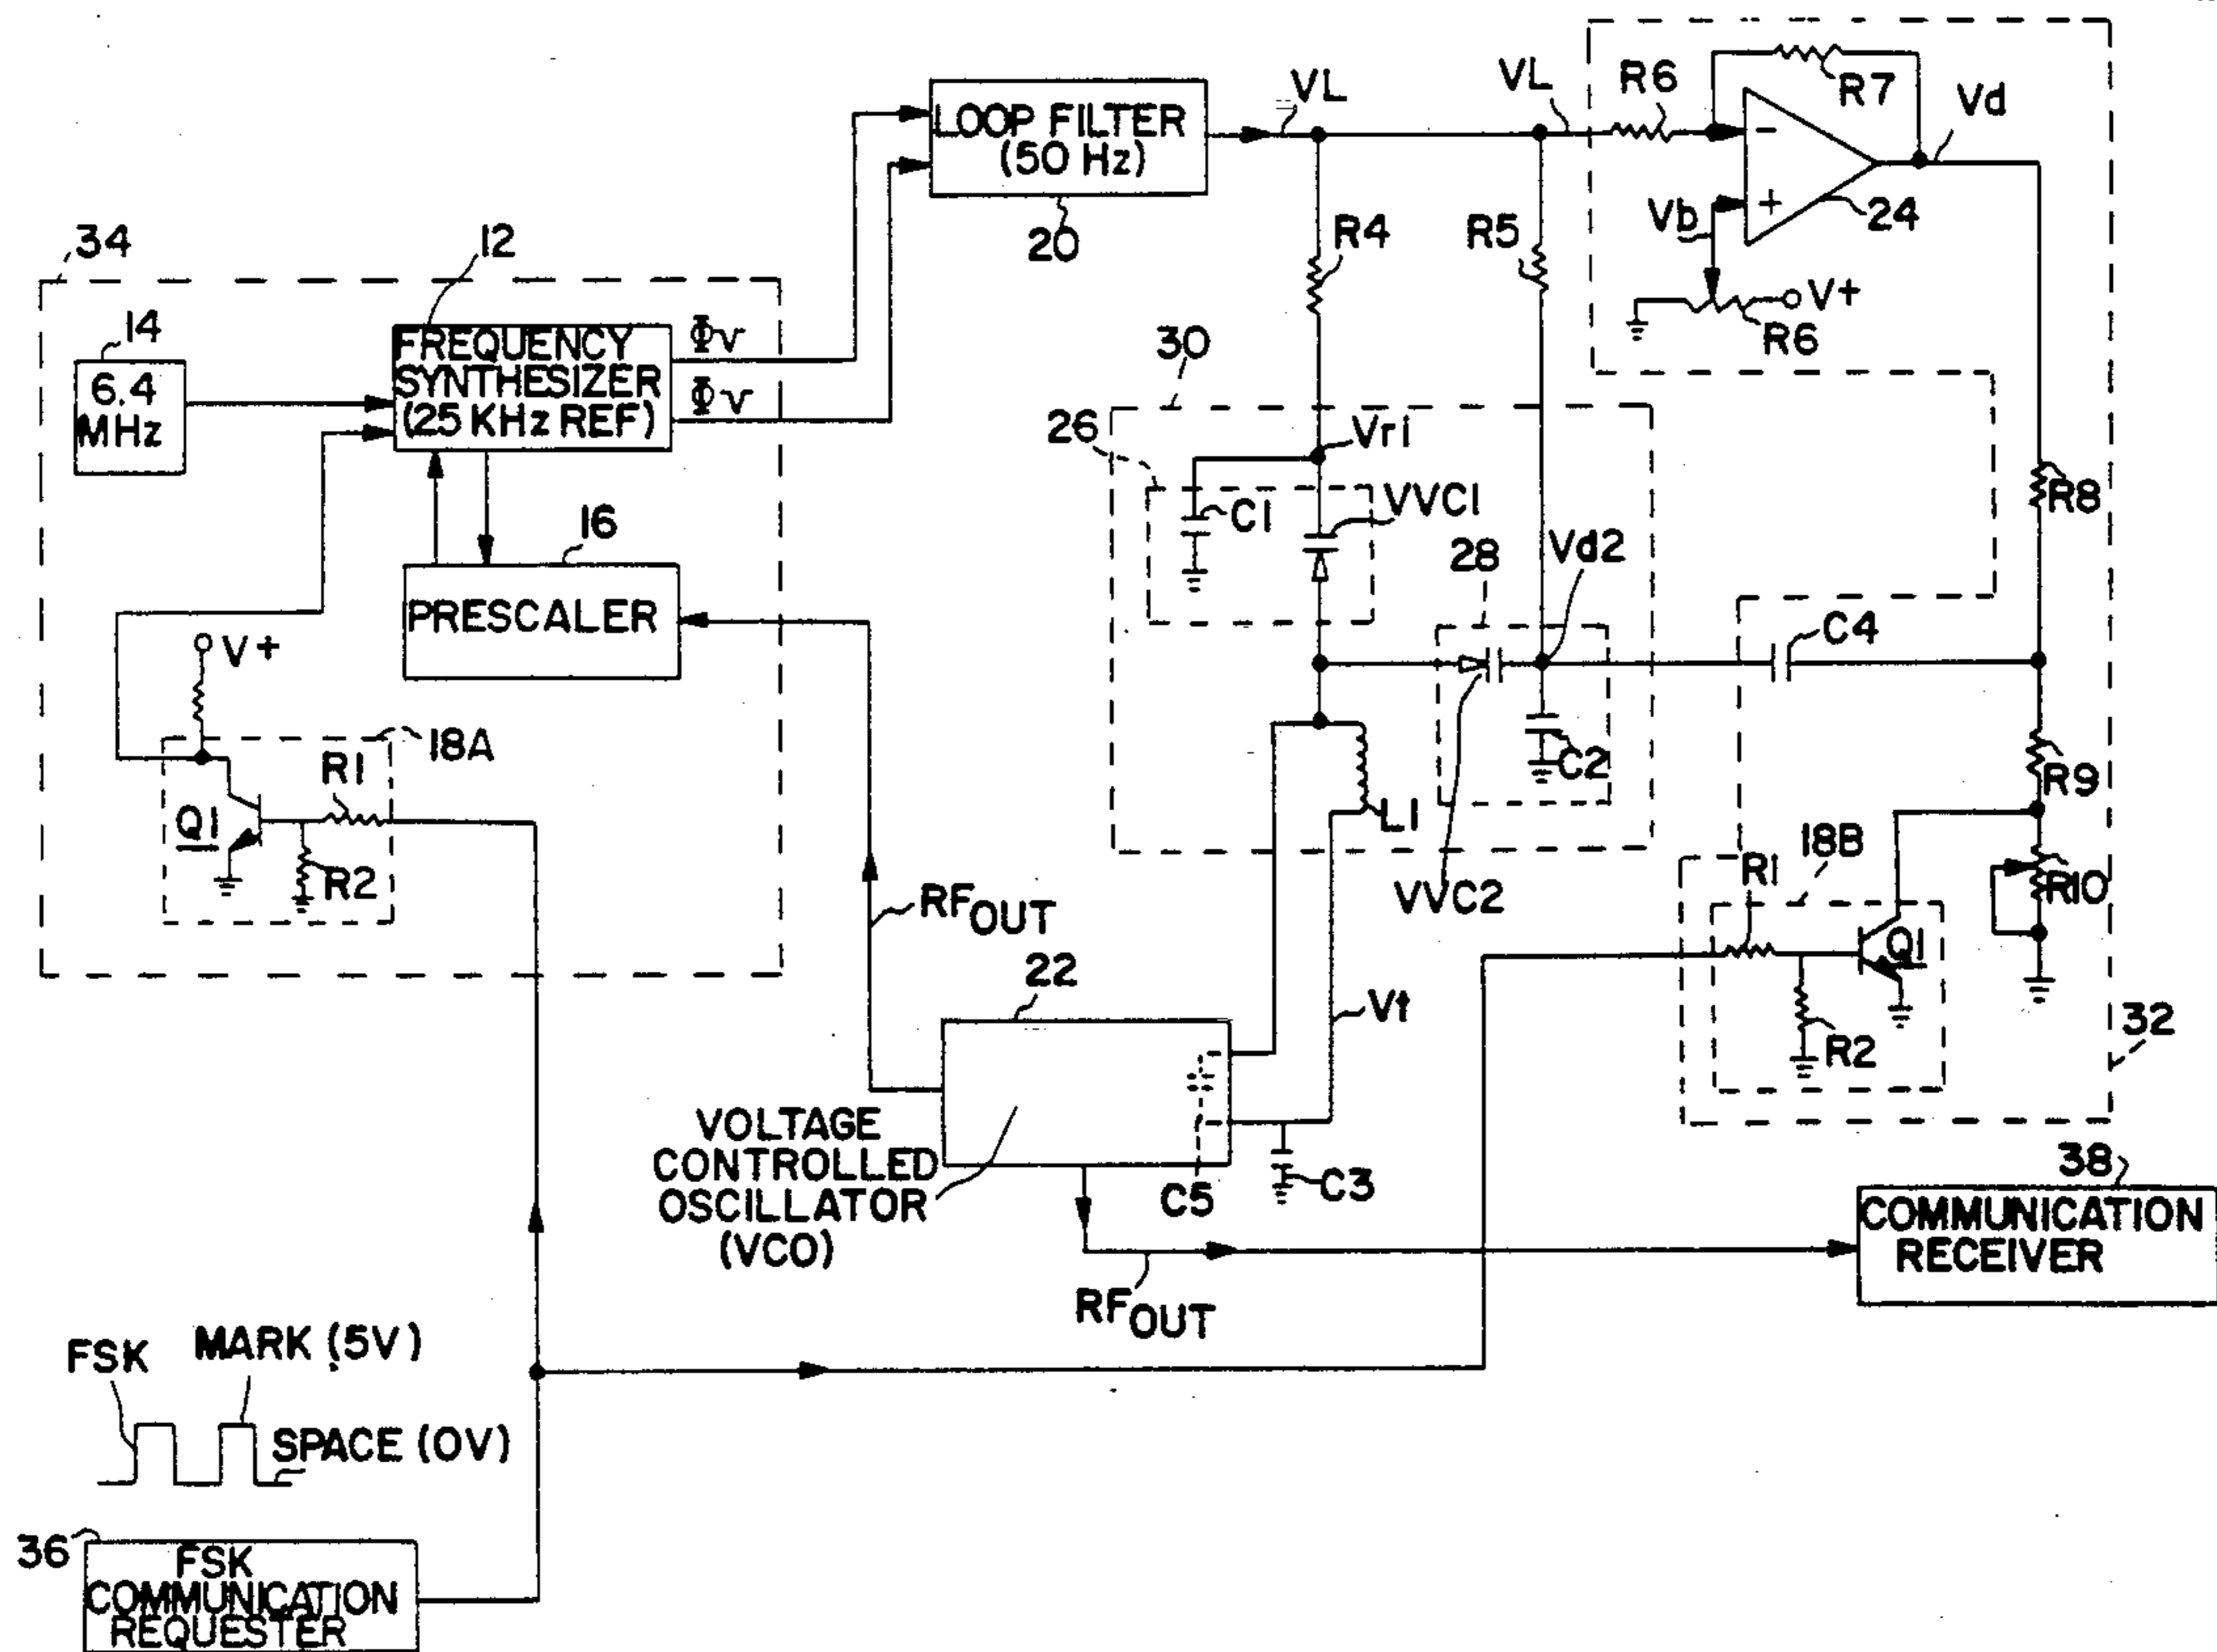 34
14
6.4
MHz
12
FREQUENCY
SYNTHESIZER
(25 KHz REF)
Φv
Φv
LOOP FILTER
(50 Hz)
20
VL
VL
R6
R7
Vd
24
Vb
V+
R6
R4
R5
30
26
Vr1
C1
VVC1
28
Vd2
C2
VVC2
L1
C4
R8
R9
R10
16
PRESCALER
V+
18A
R1
Q1
R2
18B
R1
Q1
R2
32
RFOUT
22
Vt
VOLTAGE
CONTROLLED
OSCILLATOR
(VCO)
C5
C3
RFOUT
38
COMMUNICATION
RECEIVER
FSK
MARK (5V)
SPACE (0V)
36
FSK
COMMUNICATION
REQUESTER